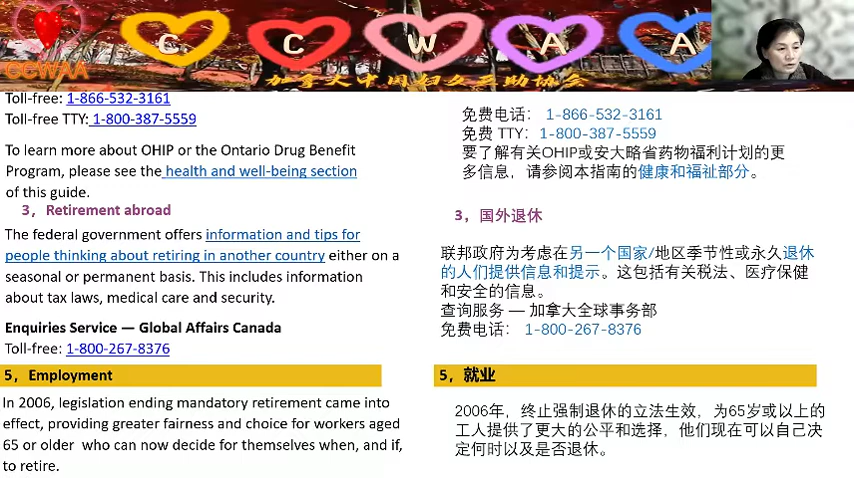 C C W A A
CCWAA
加拿大中国妇女互助协会
Toll-free: 1-866-532-3161
Toll-free TTY: 1-800-387-5559
To learn more about OHIP or the Ontario Drug Benefit
Program, please see the health and well-being section
of this guide.
3，Retirement abroad
The federal government offers information and tips for
people thinking about retiring in another country either on a
seasonal or permanent basis. This includes information
about tax laws, medical care and security.
Enquiries Service — Global Affairs Canada
Toll-free: 1-800-267-8376
5，Employment
In 2006, legislation ending mandatory retirement came into
effect, providing greater fairness and choice for workers aged
65 or older who can now decide for themselves when, and if,
to retire.
免费电话： 1-866-532-3161
免费 TTY：1-800-387-5559
要了解有关OHIP或安大略省药物福利计划的更
多信息，请参阅本指南的健康和福祉部分。
3，国外退休
联邦政府为考虑在另一个国家/地区季节性或永久退休
的人们提供信息和提示。这包括有关税法、医疗保健
和安全的信息。
查询服务 — 加拿大全球事务部
免费电话： 1-800-267-8376
5，就业
2006年，终止强制退休的立法生效，为65岁或以上的
工人提供了更大的公平和选择，他们现在可以自己决
定何时以及是否退休。